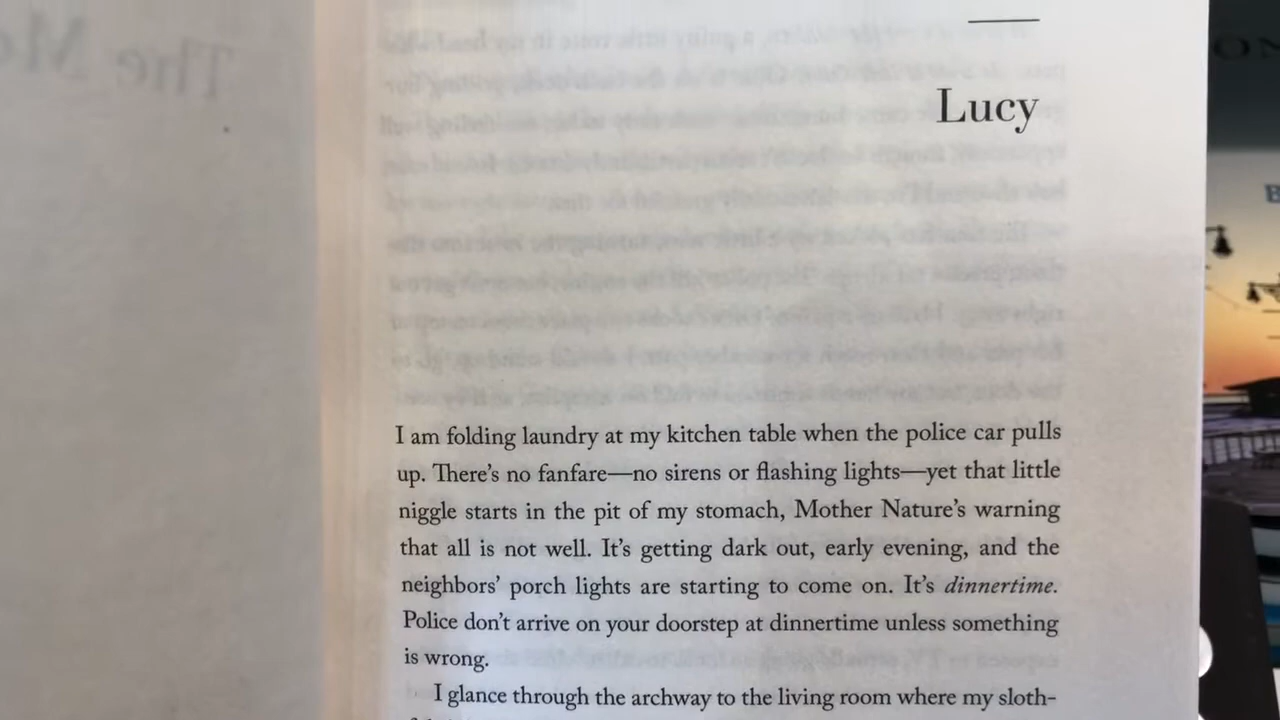 Lucy
I am folding laundry at my kitchen table when the police car pulls
up. There’s no fanfare—no sirens or flashing lights—yet that little
niggle starts in the pit of my stomach, Mother Nature’s warning
that all is not well. It’s getting dark out, early evening, and the
neighbors’ porch lights are starting to come on. It’s dinnertime.
Police don’t arrive on your doorstep at dinnertime unless something
is wrong.
I glance through the archway to the living room where my sloth-